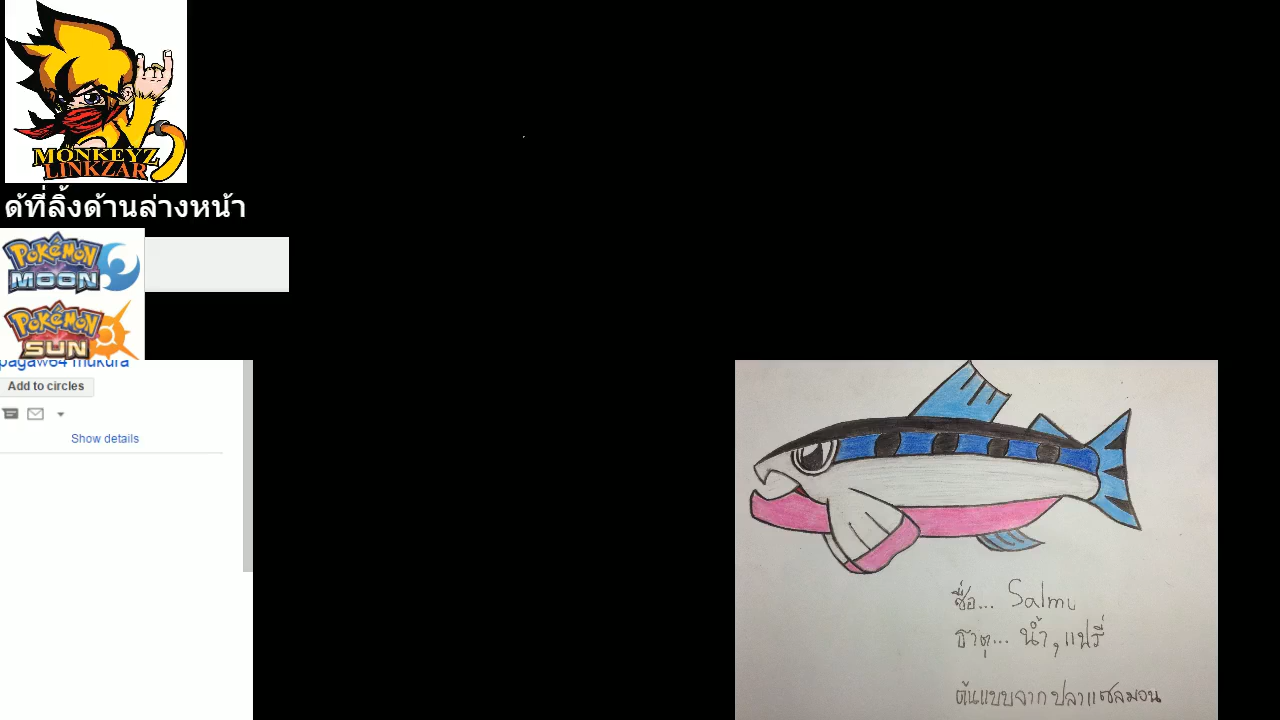 MONKEYZ
LINKZAR
ด้ที่ลิ้งด้านล่างหน้า
POKéMON
MOON
POKéMON
SUN
pagaw64 mukura
Add to circles
Show details
ชื่อ... Salmu
ธาตุ... น้ำ, แฟรี่
ต้นแบบจากปลาแซลมอน